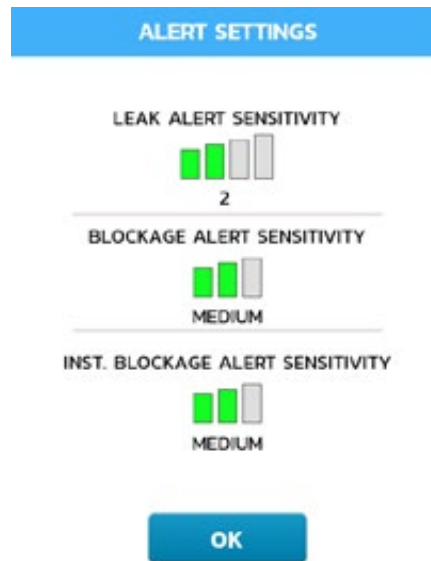 ALERT SETTINGS
LEAK ALERT SENSITIVITY
2
BLOCKAGE ALERT SENSITIVITY
MEDIUM
INST. BLOCKAGE ALERT SENSITIVITY
MEDIUM
OK